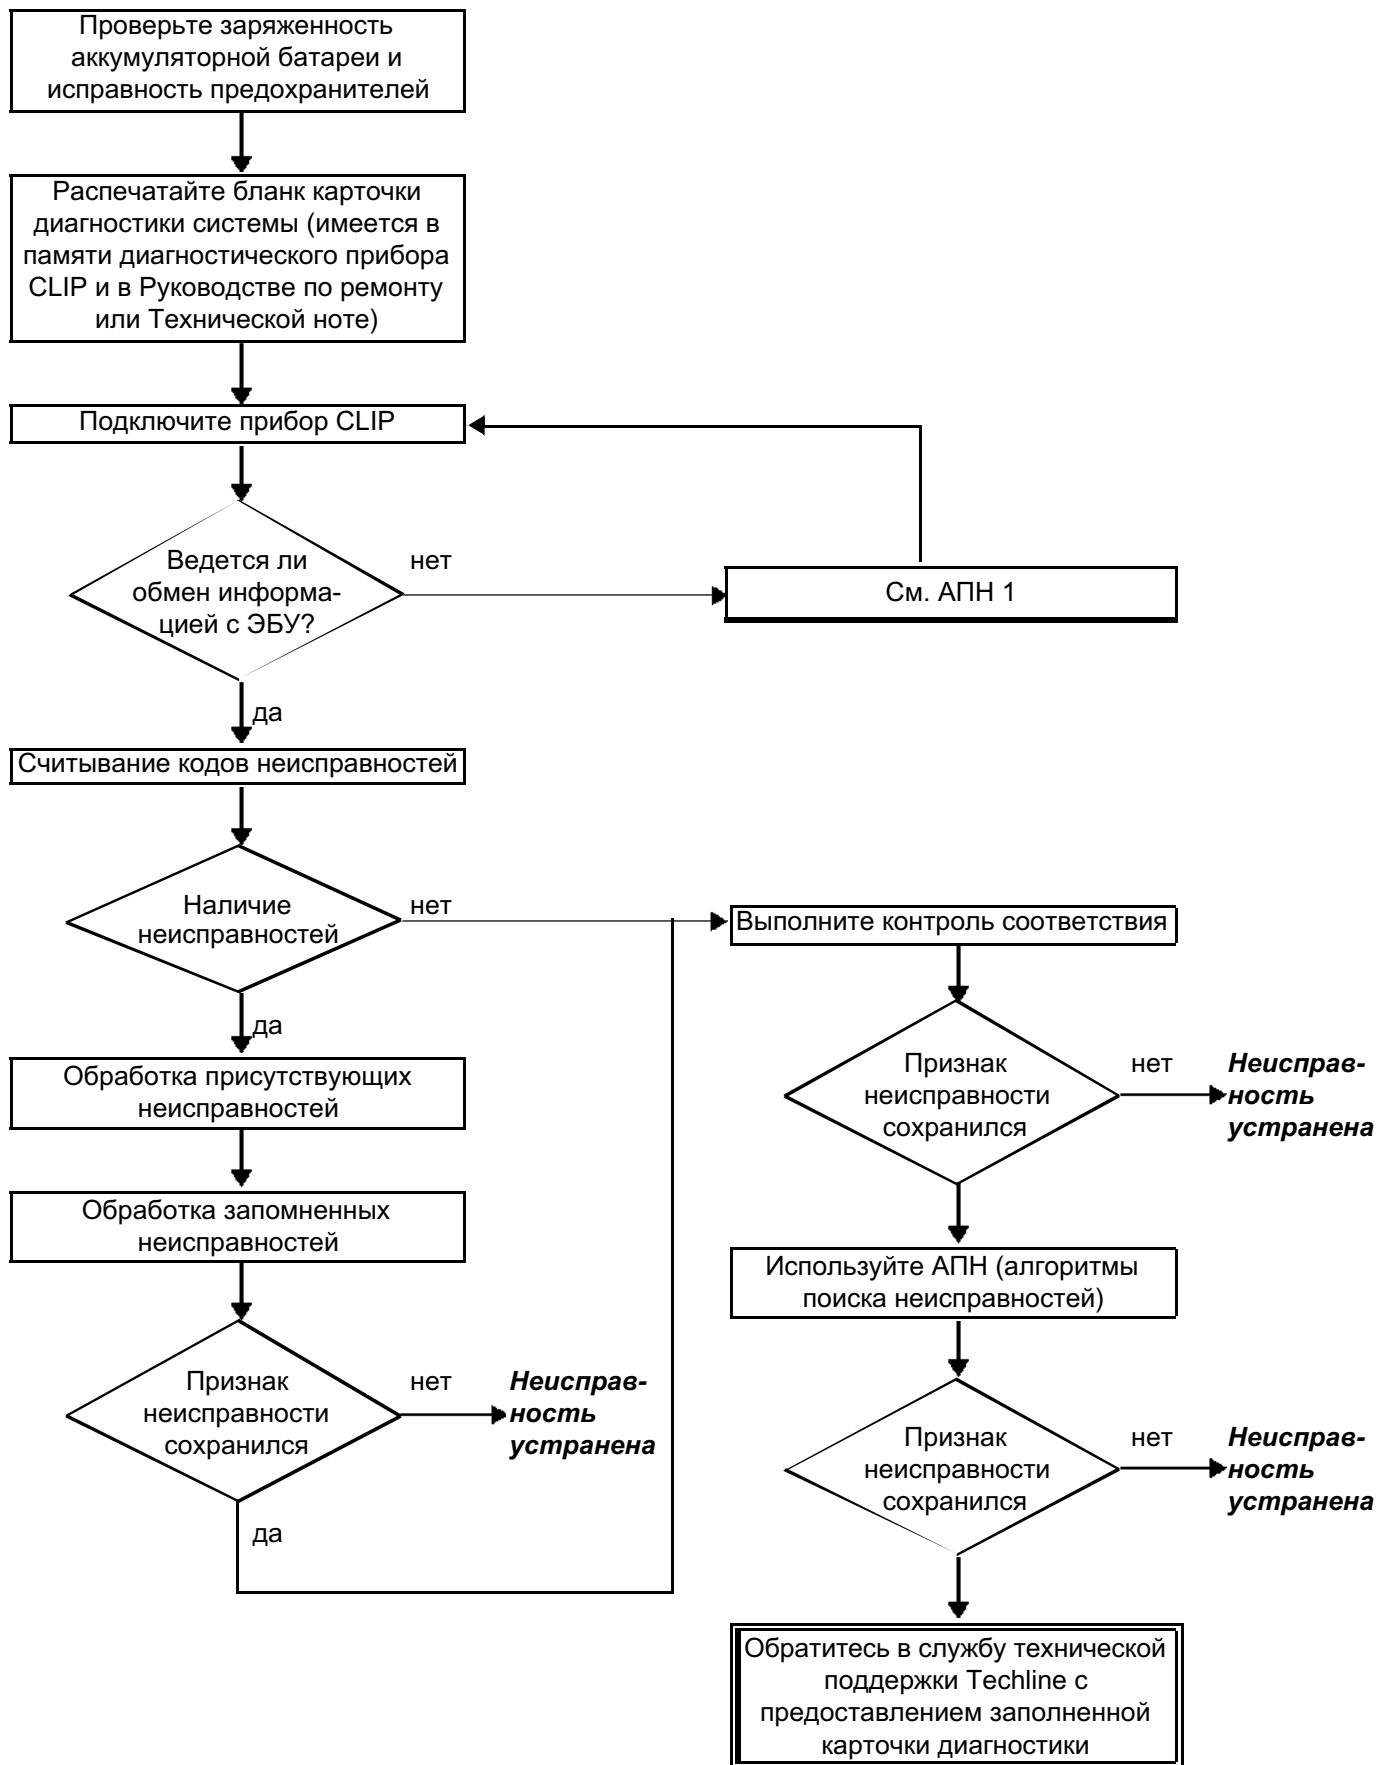 Проверьте заряженность
аккумуляторной батареи и
исправность предохранителей
Распечатайте бланк карточки
диагностики системы (имеется в
памяти диагностического прибора
CLIP и в Руководстве по ремонту
или Технической ноте)
Подключите прибор CLIP
Ведется ли
обмен информа-
цией с ЭБУ?
нет
См. АПН 1
да
Считывание кодов неисправностей
Наличие
неисправностей
нет
да
Обработка присутствующих
неисправностей
Обработка запомненных
неисправностей
Признак
неисправности
сохранился
нет
Неисправ-
ность
устранена
да
Выполните контроль соответствия
Признак
неисправности
сохранился
нет
Неисправ-
ность
устранена
Используйте АПН (алгоритмы
поиска неисправностей)
Признак
неисправности
сохранился
нет
Неисправ-
ность
устранена
Обратитесь в службу технической
поддержки Techline с
предоставлением заполненной
карточки диагностики